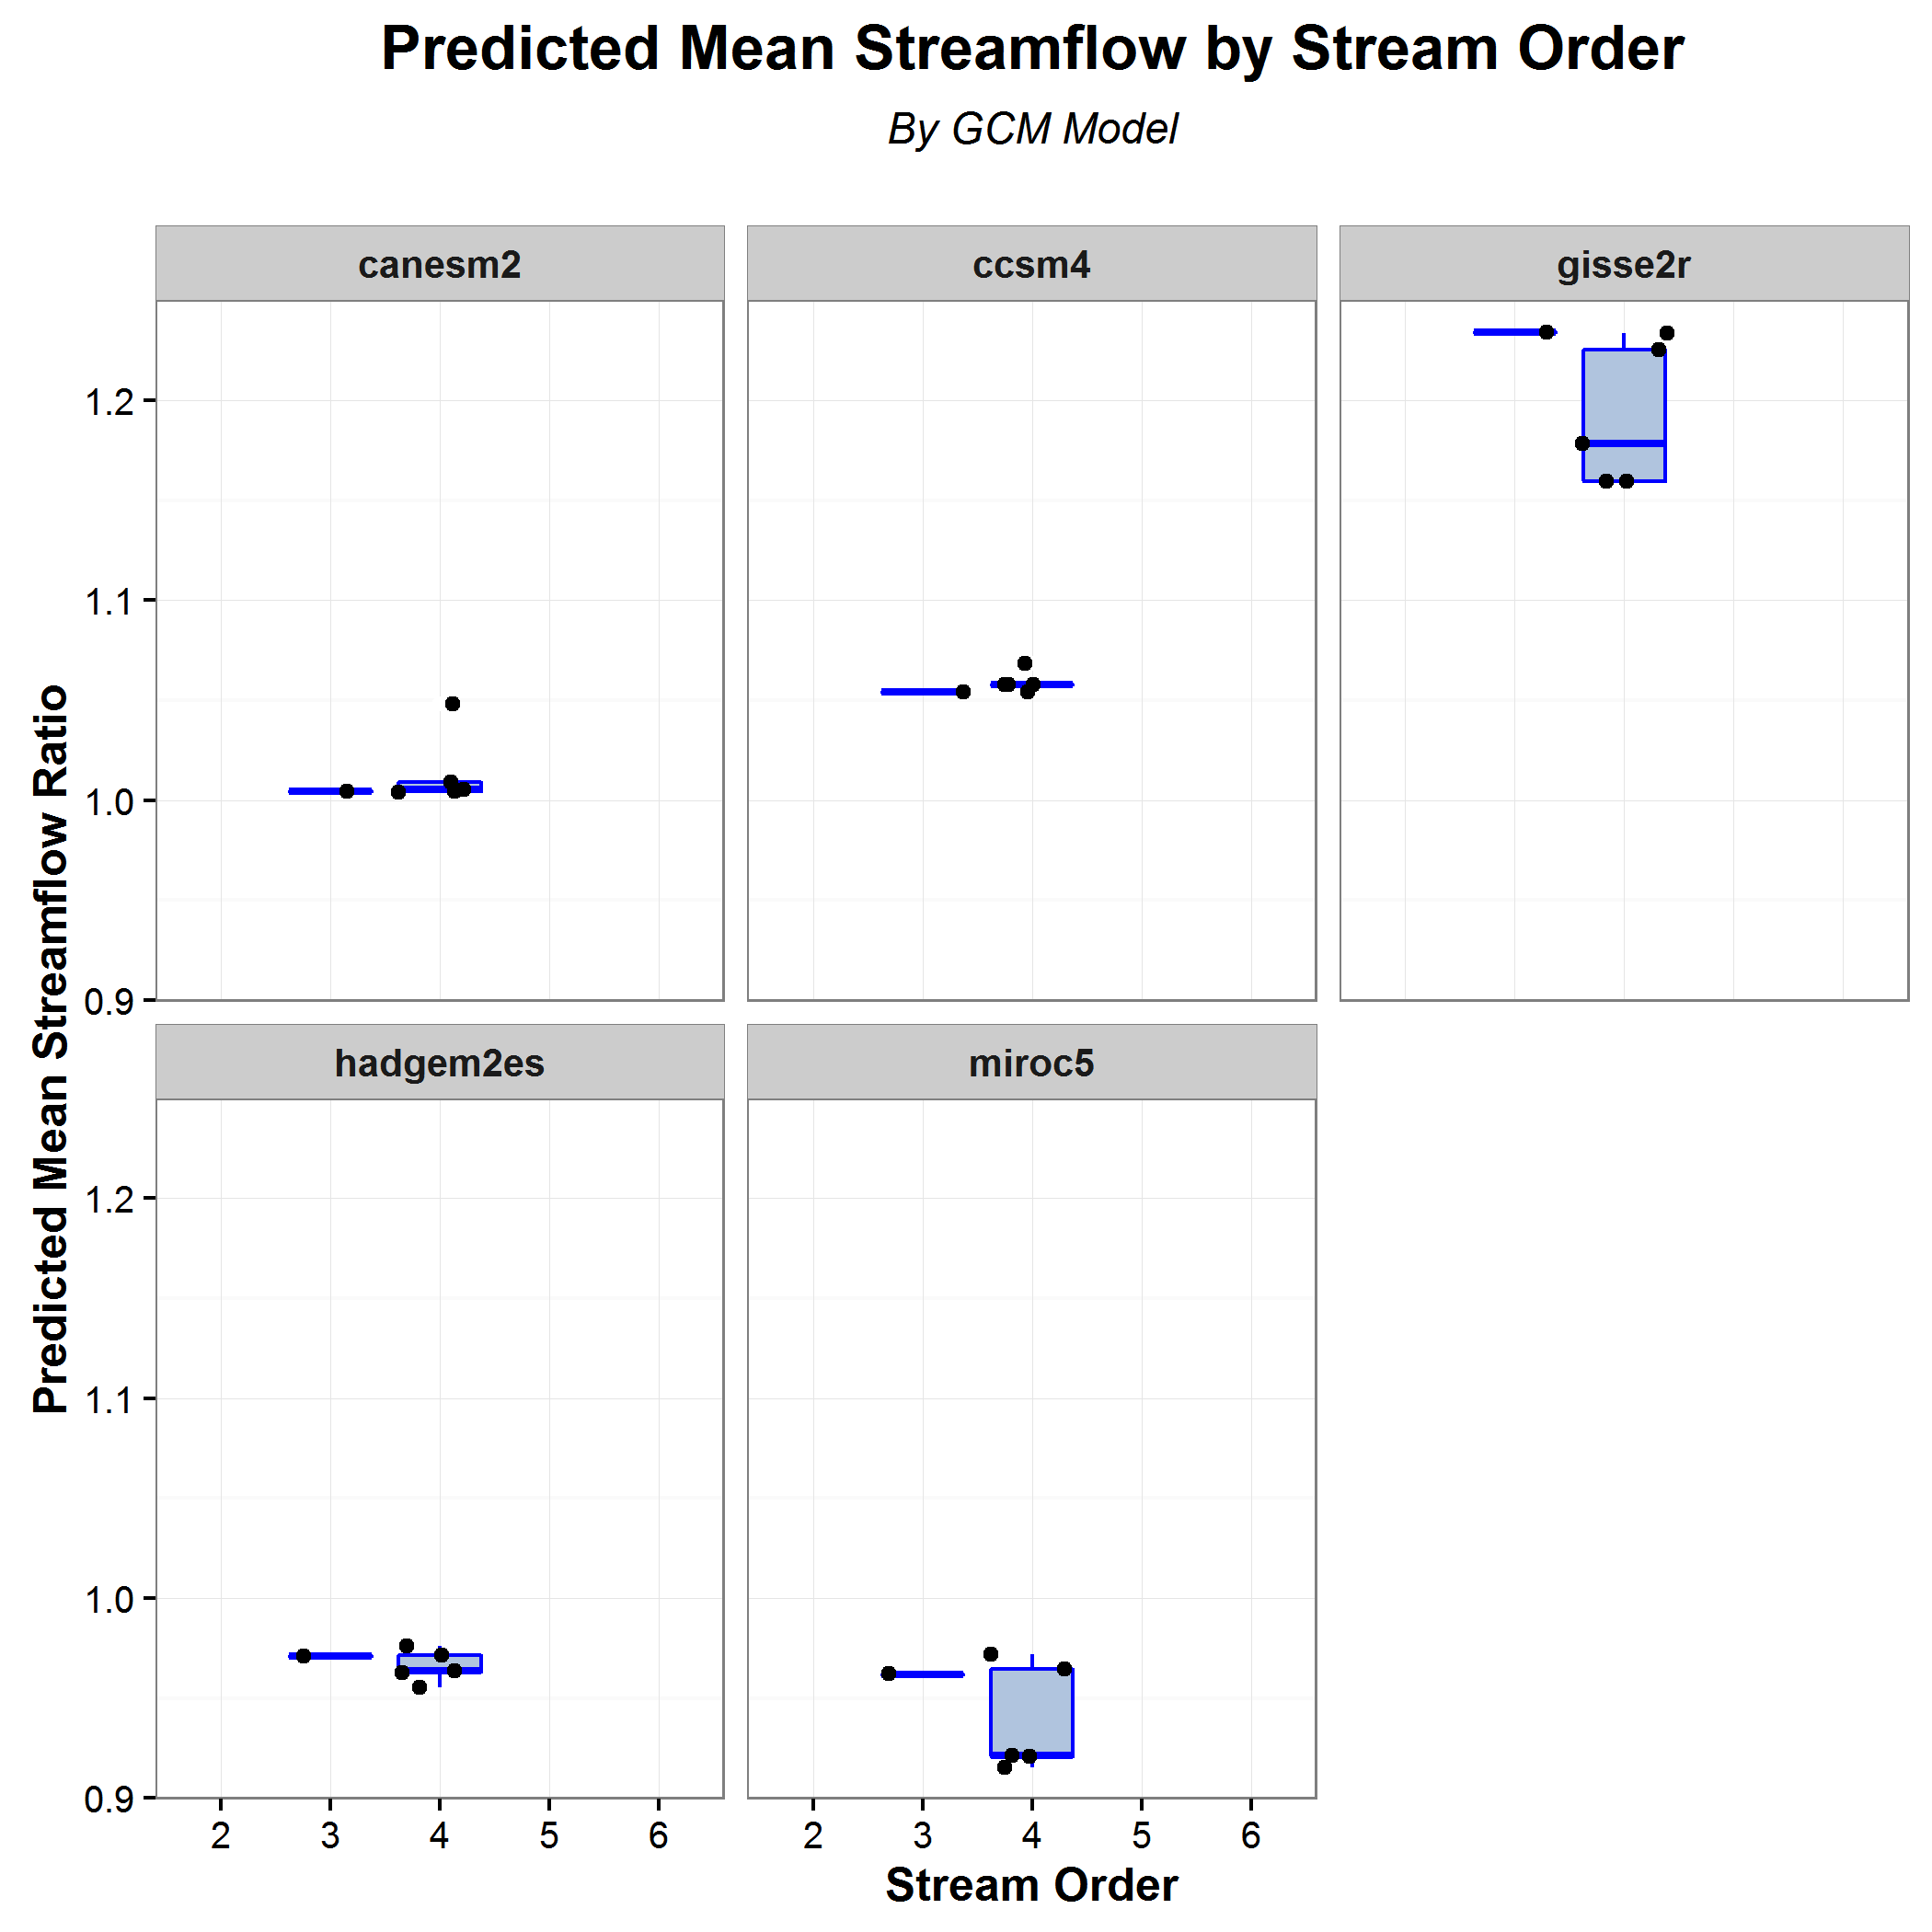 Predicted Mean Streamflow by Stream Order
By GCM Model
canesm2
ccsm4
gisse2r
1.2
1.1
1.0
0.9
Predicted Mean Streamflow Ratio
hadgem2es
miroc5
1.2
1.1
1.0
0.9
2 3 4 5 6
2 3 4 5 6
Stream Order